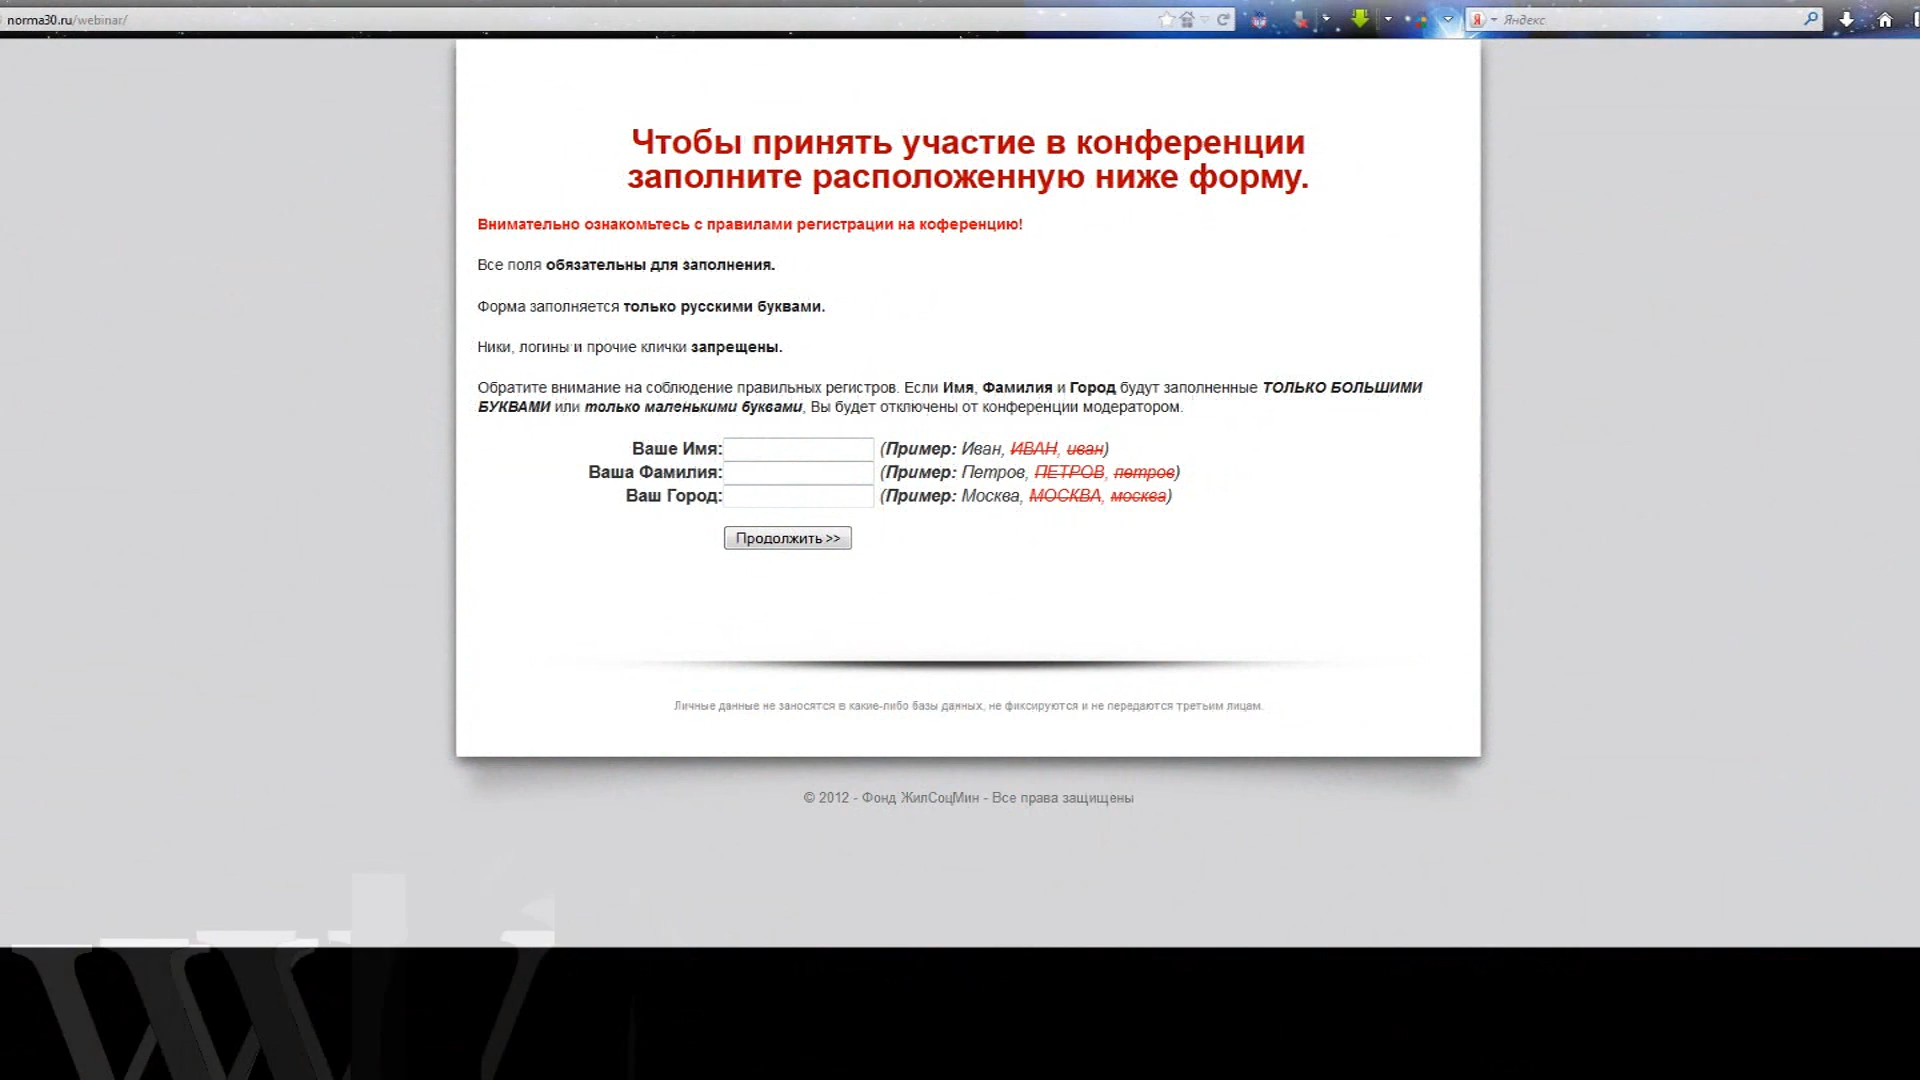 norma30.ru/webinar/
Яндекс
Чтобы принять участие в конференции
заполните расположенную ниже форму.
Внимательно ознакомьтесь с правилами регистрации на коференцию!
Все поля обязательны для заполнения.
Форма заполняется только русскими буквами.
Ники, логины и прочие клички запрещены.
Обратите внимание на соблюдение правильных регистров. Если Имя, Фамилия и Город будут заполненные ТОЛЬКО БОЛЬШИМИ
БУКВАМИ или только маленькими буквами, Вы будет отключены от конференции модератором.
Ваше Имя: (Пример: Иван, ИВАН, иван)
Ваша Фамилия: (Пример: Петров, ПЕТРОВ, петров)
Ваш Город: (Пример: Москва, МОСКВА, москва)
Продолжить >>
Личные данные не заносятся в какие-либо базы данных, не фиксируются и не передаются третьим лицам.
© 2012 - Фонд ЖилСоцМин - Все права защищены